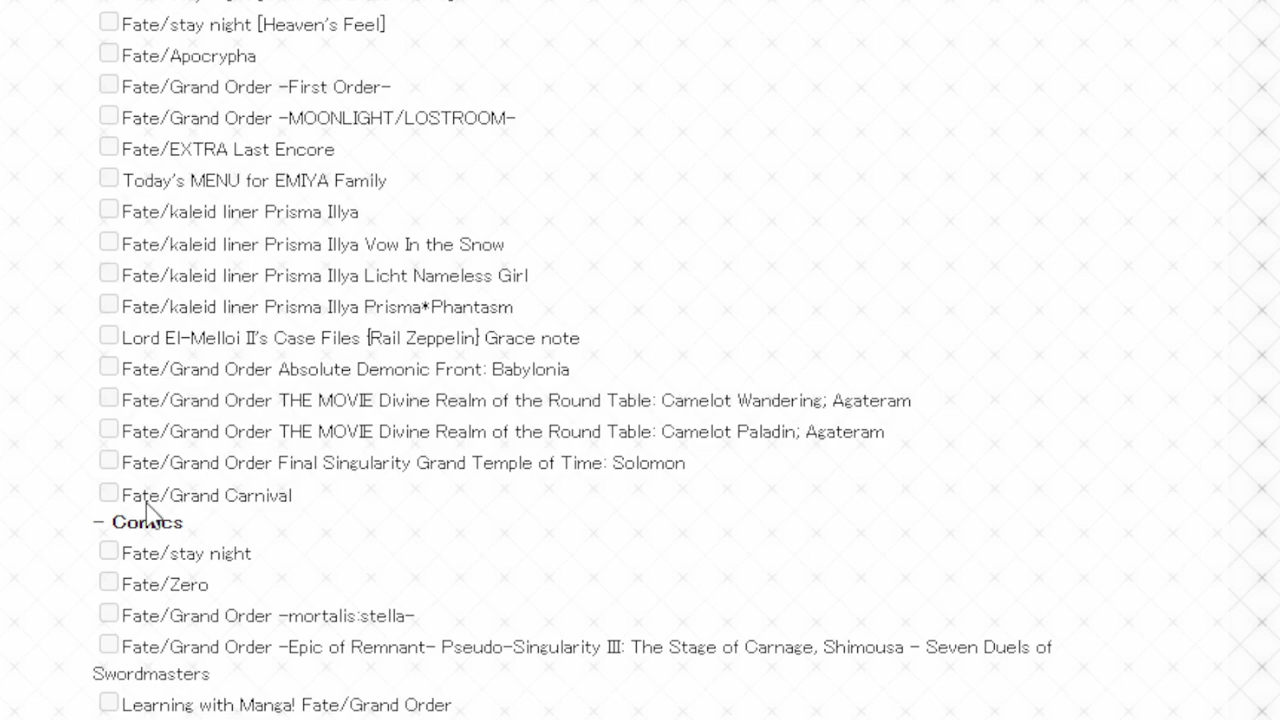 Fate/stay night [Heaven's Feel]
Fate/Apocrypha
Fate/Grand Order -First Order-
Fate/Grand Order -MOONLIGHT/LOSTROOM-
Fate/EXTRA Last Encore
Today's MENU for EMIYA Family
Fate/kaleid liner Prisma Illya
Fate/kaleid liner Prisma Illya Vow In the Snow
Fate/kaleid liner Prisma Illya Licht Nameless Girl
Fate/kaleid liner Prisma Illya Prisma*Phantasm
Lord El-Melloi II's Case Files {Rail Zeppelin} Grace note
Fate/Grand Order Absolute Demonic Front: Babylonia
Fate/Grand Order THE MOVIE Divine Realm of the Round Table: Camelot Wandering; Agateram
Fate/Grand Order THE MOVIE Divine Realm of the Round Table: Camelot Paladin; Agateram
Fate/Grand Order Final Singularity Grand Temple of Time: Solomon
Fate/Grand Carnival
- Comics
Fate/stay night
Fate/Zero
Fate/Grand Order -mortalis:stella-
Fate/Grand Order -Epic of Remnant- Pseudo-Singularity III: The Stage of Carnage, Shimousa - Seven Duels of
Swordmasters
Learning with Manga! Fate/Grand Order